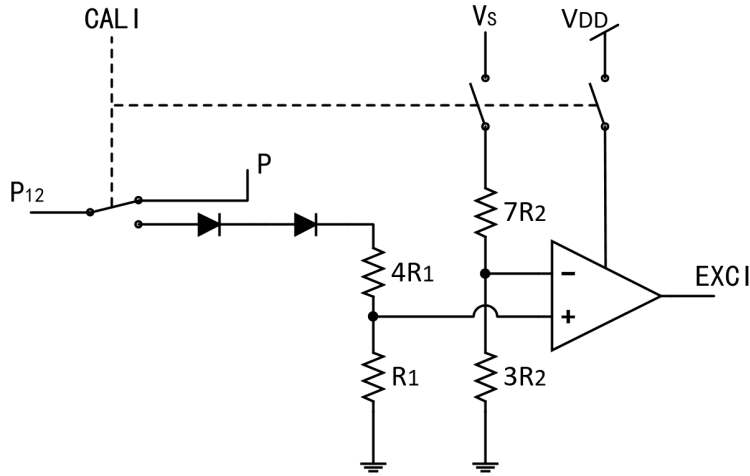 CALI
VS
VDD
P12
P
7R2
4R1
−
EXCI
+
R1
3R2